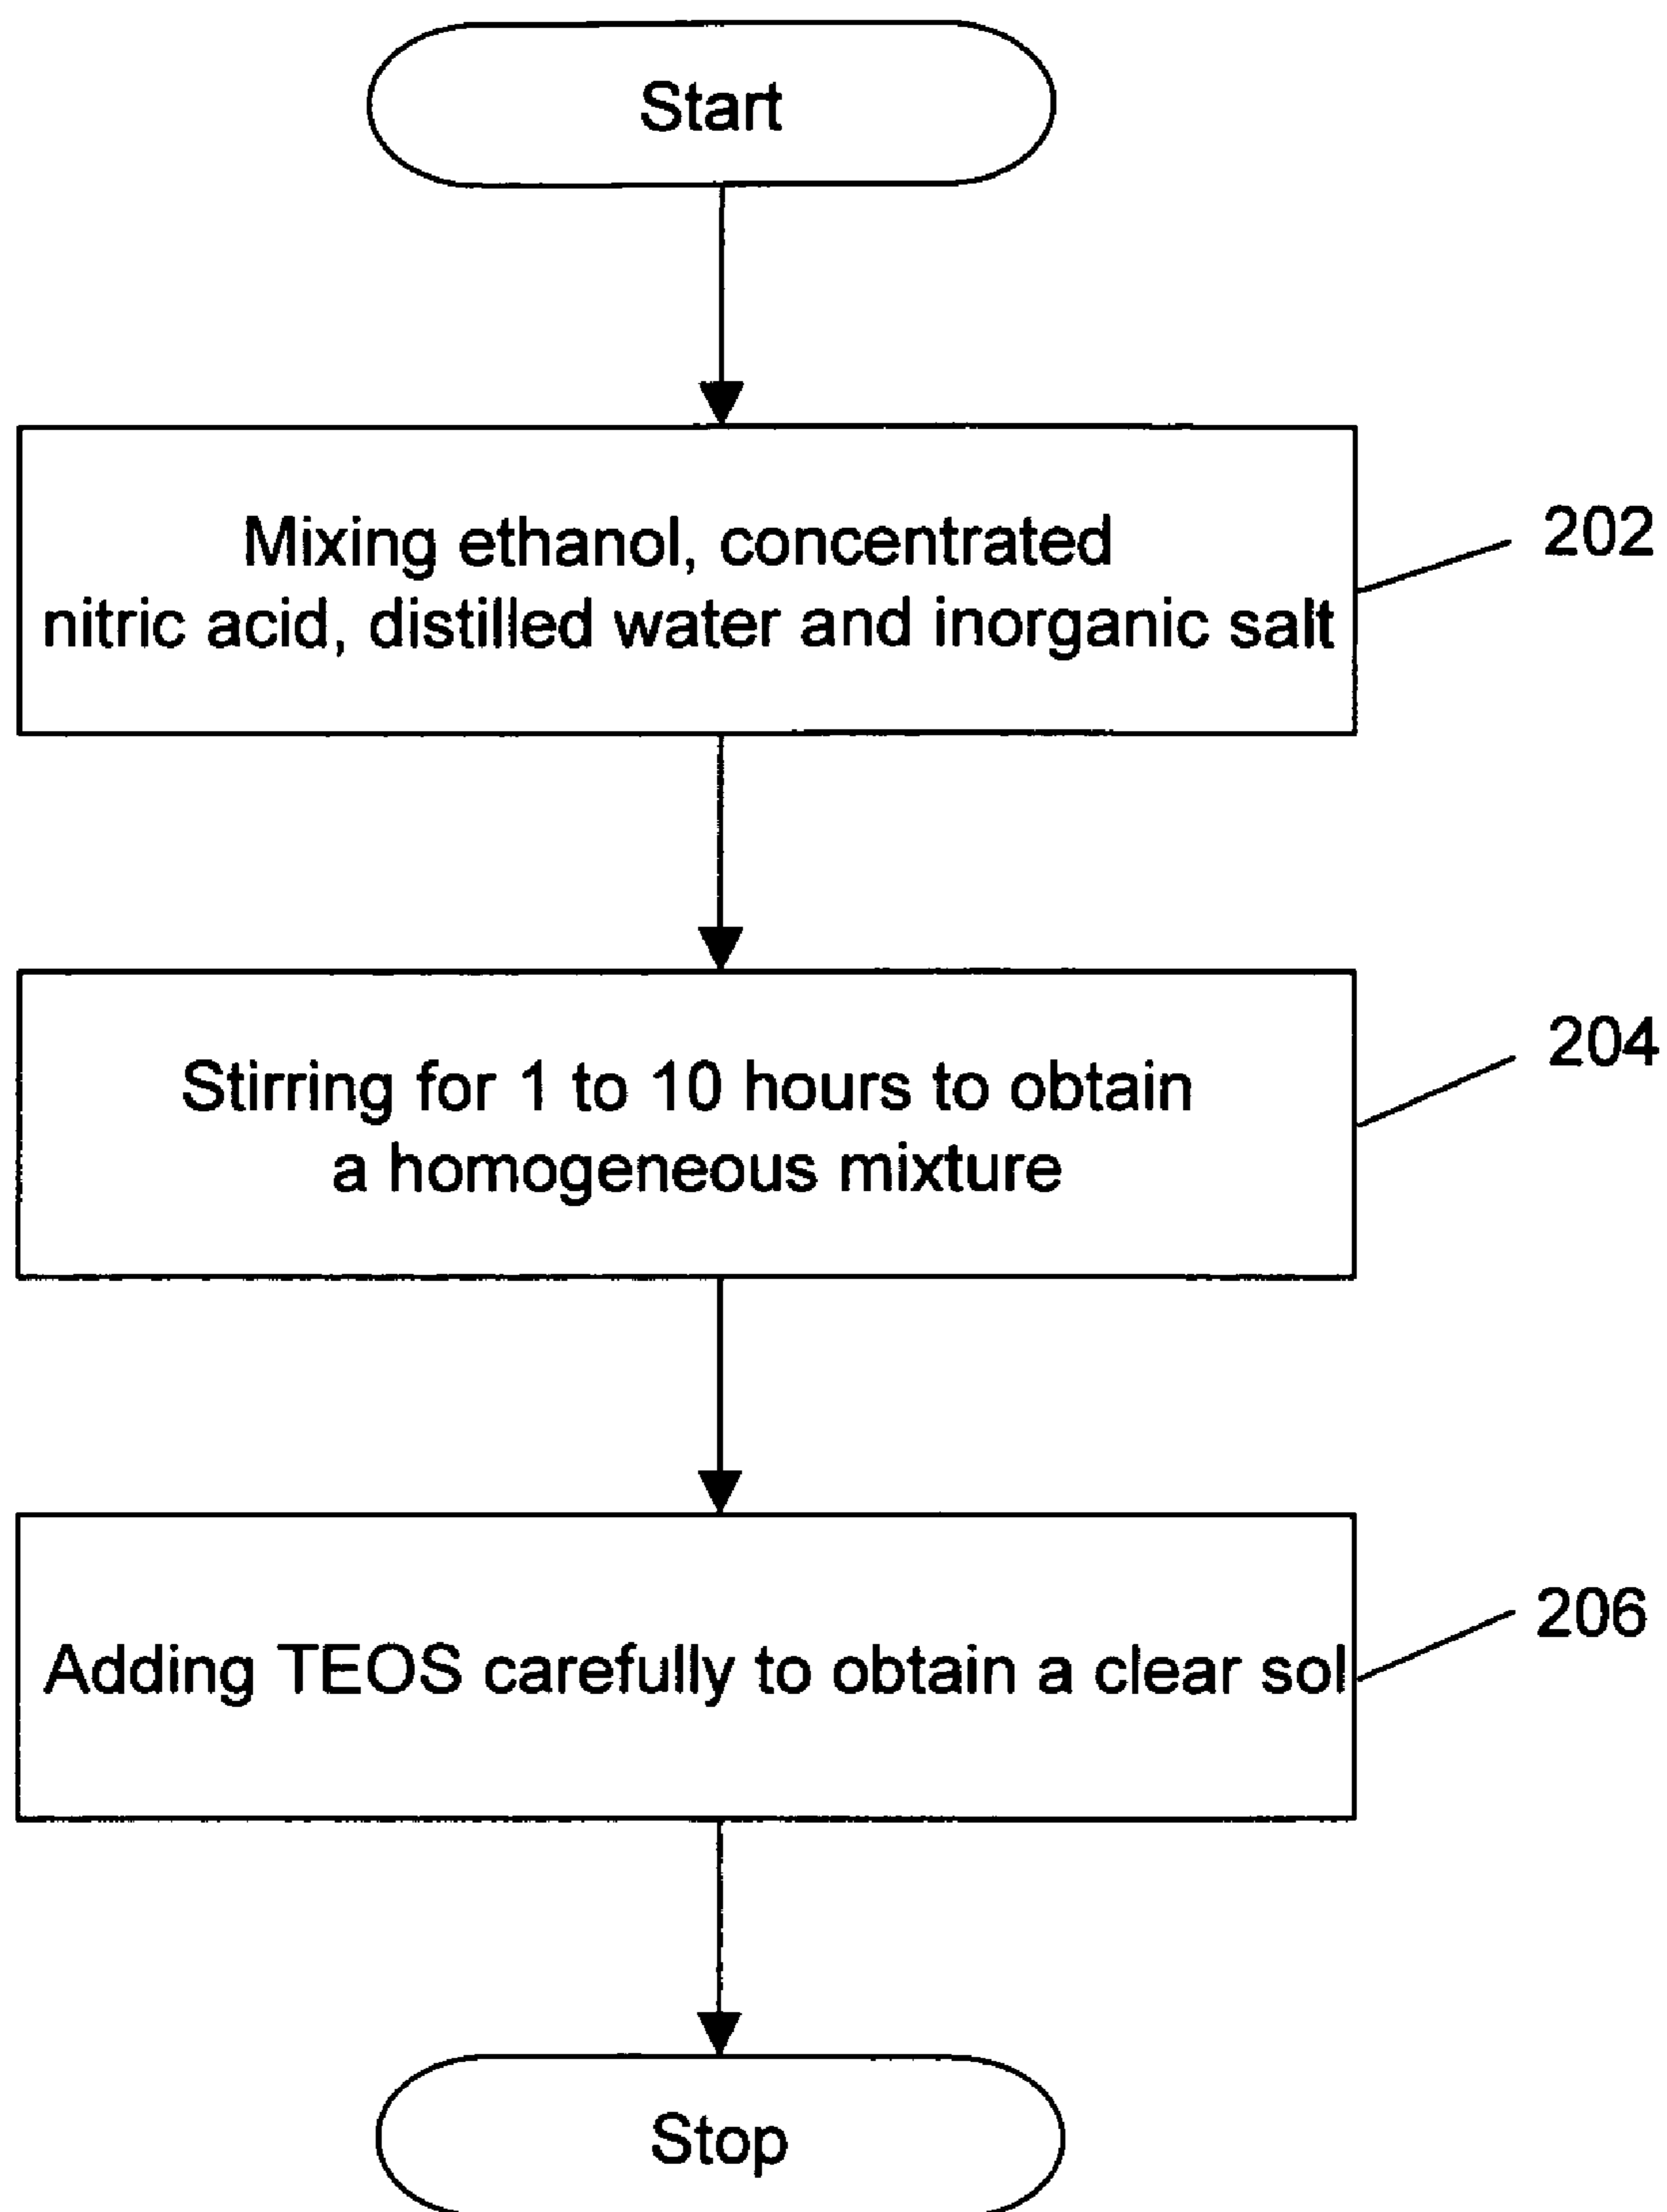 Start
Mixing ethanol, concentrated
nitric acid, distilled water and inorganic salt
202
Stirring for 1 to 10 hours to obtain
a homogeneous mixture
204
Adding TEOS carefully to obtain a clear sol
206
Stop